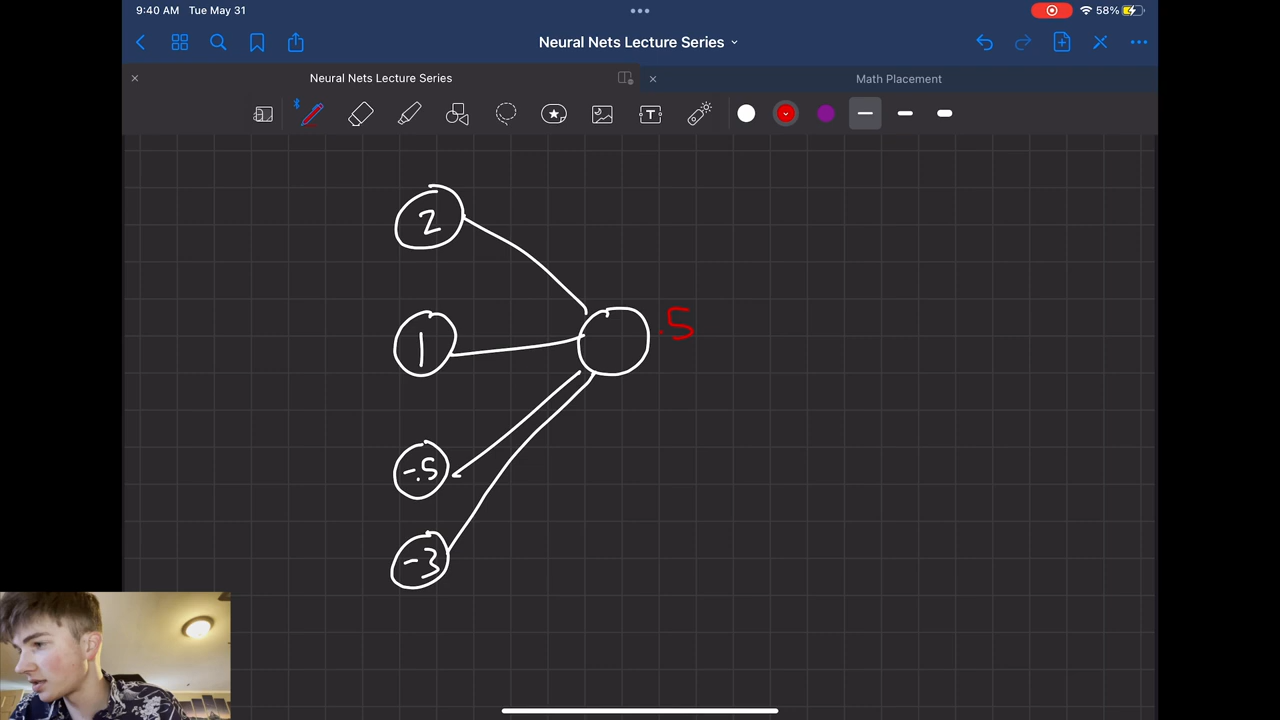 9:40 AM Tue May 31
58%
Neural Nets Lecture Series
Neural Nets Lecture Series
Math Placement
T
2
.5
1
-.5
-3